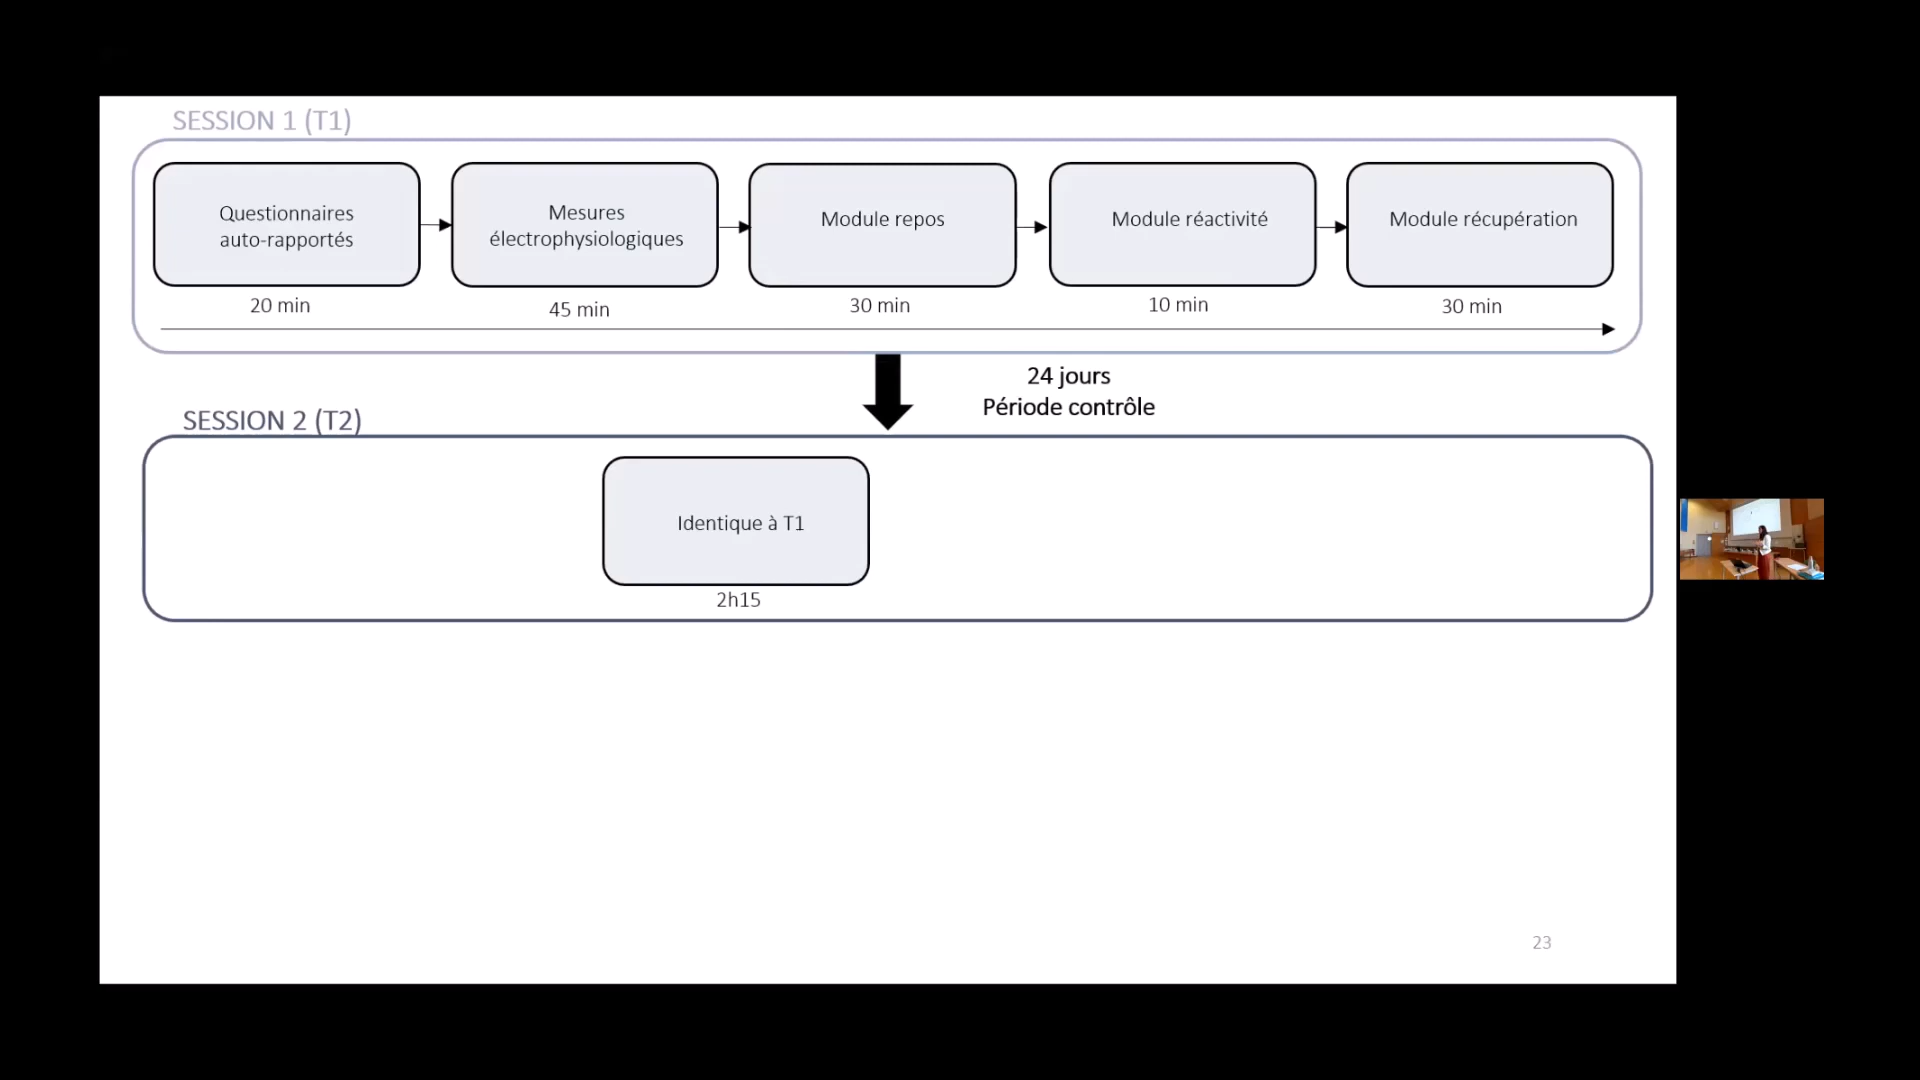 SESSION 1 (T1)
Questionnaires
auto-rapportés
Mesures
électrophysiologiques
Module repos
Module réactivité
Module récupération
20 min
45 min
30 min
10 min
30 min
24 jours
Période contrôle
SESSION 2 (T2)
Identique à T1
2h15
23